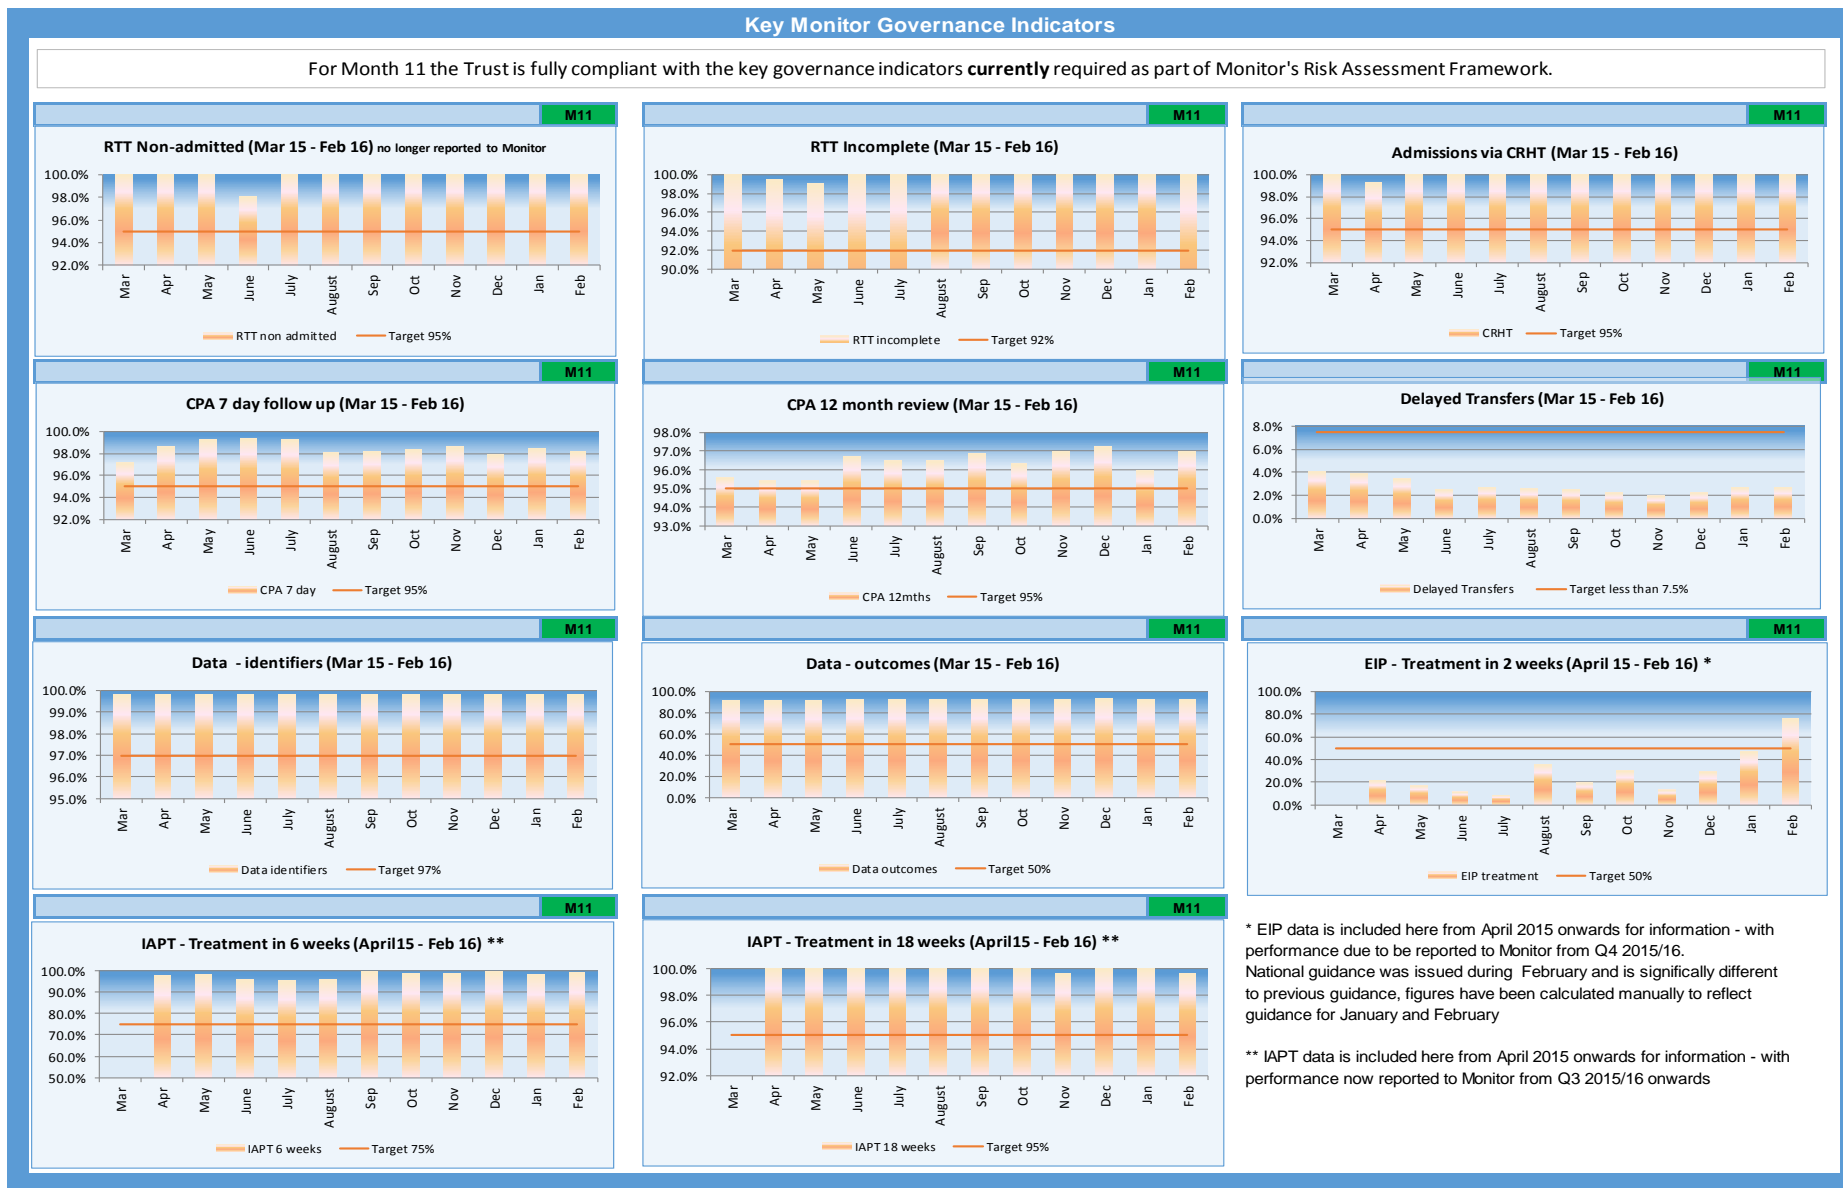 Key Monitor Governance Indicators
For Month 11 the Trust is fully compliant with the key governance indicators currently required as part of Monitor's Risk Assessment Framework.
M11
RTT Non-admitted (Mar 15 - Feb 16) no longer reported to Monitor
100.0%
98.0%
96.0%
94.0%
92.0%
Mar Apr May June July August Sep Oct Nov Dec Jan Feb
RTT non admitted Target 95%
M11
RTT Incomplete (Mar 15 - Feb 16)
100.0%
98.0%
96.0%
94.0%
92.0%
90.0%
Mar Apr May June July August Sep Oct Nov Dec Jan Feb
RTT incomplete Target 92%
M11
Admissions via CRHT (Mar 15 - Feb 16)
100.0%
98.0%
96.0%
94.0%
92.0%
Mar Apr May June July August Sep Oct Nov Dec Jan Feb
CRHT Target 95%
M11
CPA 7 day follow up (Mar 15 - Feb 16)
100.0%
98.0%
96.0%
94.0%
92.0%
Mar Apr May June July August Sep Oct Nov Dec Jan Feb
CPA 7 day Target 95%
M11
CPA 12 month review (Mar 15 - Feb 16)
98.0%
97.0%
96.0%
95.0%
94.0%
93.0%
Mar Apr May June July August Sep Oct Nov Dec Jan Feb
CPA 12mths Target 95%
M11
Delayed Transfers (Mar 15 - Feb 16)
8.0%
6.0%
4.0%
2.0%
0.0%
Mar Apr May June July August Sep Oct Nov Dec Jan Feb
Delayed Transfers Target less than 7.5%
M11
Data - identifiers (Mar 15 - Feb 16)
100.0%
99.0%
98.0%
97.0%
96.0%
95.0%
Mar Apr May June July August Sep Oct Nov Dec Jan Feb
Data identifiers Target 97%
M11
Data - outcomes (Mar 15 - Feb 16)
100.0%
80.0%
60.0%
40.0%
20.0%
0.0%
Mar Apr May June July August Sep Oct Nov Dec Jan Feb
Data outcomes Target 50%
M11
EIP - Treatment in 2 weeks (April 15 - Feb 16) *
100.0%
80.0%
60.0%
40.0%
20.0%
0.0%
Mar Apr May June July August Sep Oct Nov Dec Jan Feb
EIP treatment Target 50%
M11
IAPT - Treatment in 6 weeks (April15 - Feb 16) **
100.0%
90.0%
80.0%
70.0%
60.0%
50.0%
Mar Apr May June July August Sep Oct Nov Dec Jan Feb
IAPT 6 weeks Target 75%
M11
IAPT - Treatment in 18 weeks (April15 - Feb 16) **
100.0%
98.0%
96.0%
94.0%
92.0%
Mar Apr May June July August Sep Oct Nov Dec Jan Feb
IAPT 18 weeks Target 95%
* EIP data is included here from April 2015 onwards for information - with
performance due to be reported to Monitor from Q4 2015/16.
National guidance was issued during February and is significally different
to previous guidance, figures have been calculated manually to reflect
guidance for January and February
** IAPT data is included here from April 2015 onwards for information - with
performance now reported to Monitor from Q3 2015/16 onwards